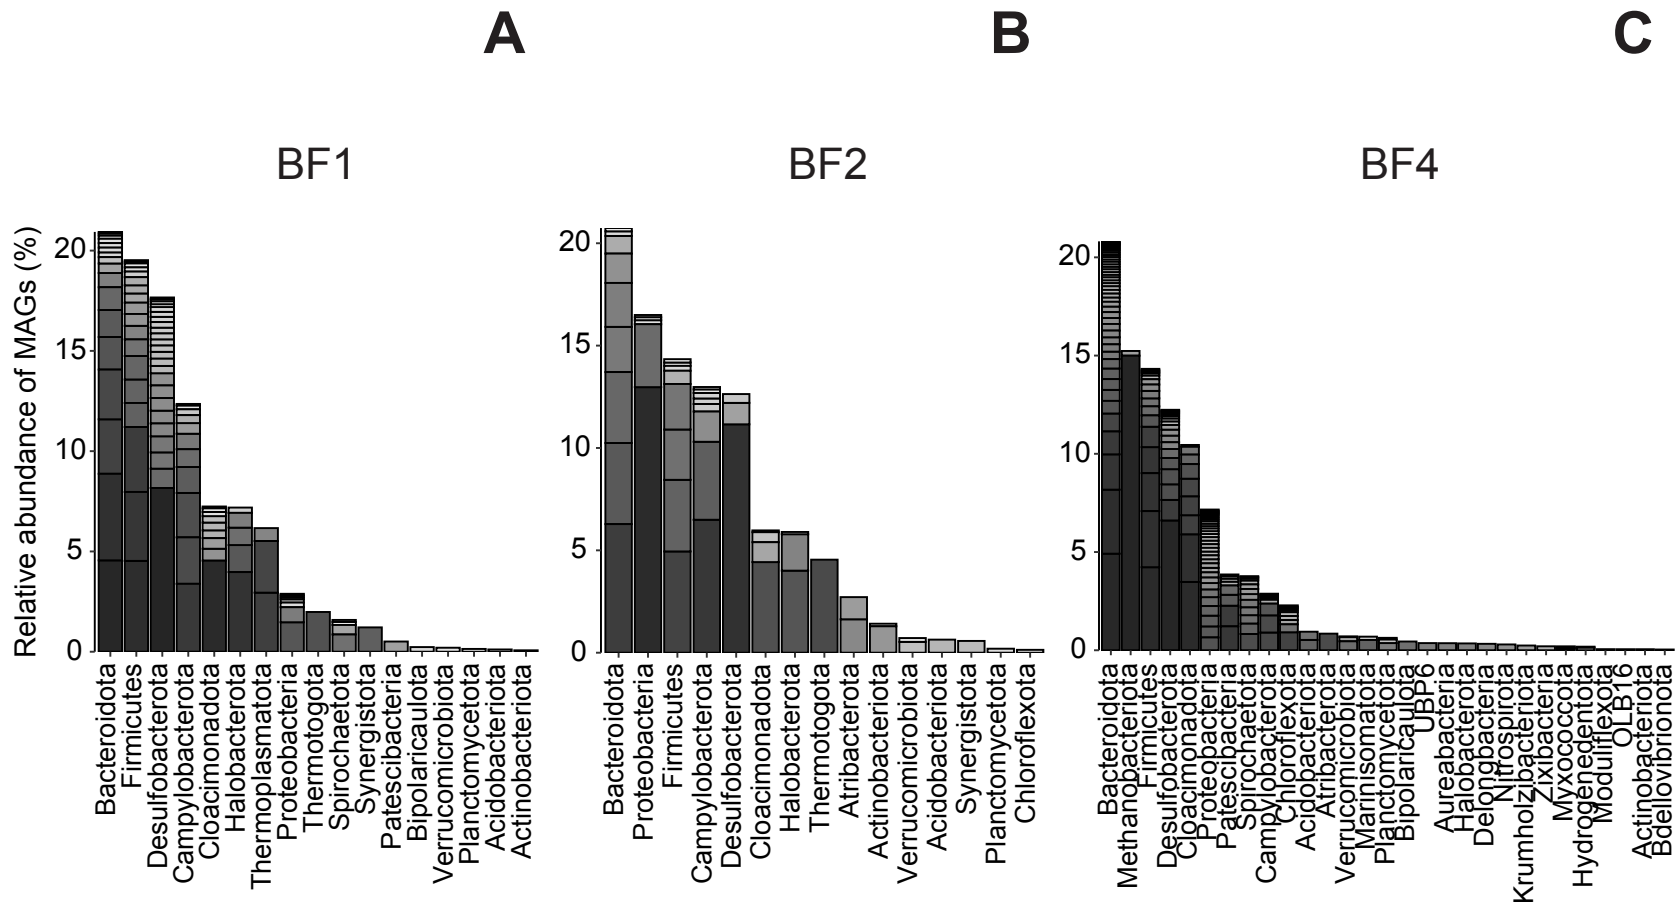 A
B
C
BF1
BF2
BF4
Relative abundance of MAGs (%)
20
15
10
5
0
Bacteroidota
Firmicutes
Desulfobacterota
Campylobacterota
Cloacimonadota
Halobacterota
Thermoplasmatota
Proteobacteria
Thermotogota
Spirochaetota
Synergistota
Patescibacteria
Bipolaricaulota
Verrucomicrobiota
Planctomycetota
Acidobacteriota
Actinobacteriota
20
15
10
5
0
Bacteroidota
Proteobacteria
Firmicutes
Campylobacterota
Desulfobacterota
Cloacimonadota
Halobacterota
Thermotogota
Atribacterota
Actinobacteriota
Verrucomicrobiota
Acidobacteriota
Synergistota
Planctomycetota
Chloroflexota
20
15
10
5
0
Bacteroidota
Methanobacteriota
Firmicutes
Desulfobacterota
Cloacimonadota
Proteobacteria
Patescibacteria
Spirochaetota
Campylobacterota
Chloroflexota
Acidobacteriota
Atribacterota
Verrucomicrobiota
Marinisomatota
Planctomycetota
Bipolaricaulota
UBP6
Aureabacteria
Halobacterota
Delongbacteria
Nitrospirota
Krumholzibacteriota
Zixibacteria
Myxococcota
Hydrogenedentota
Moduliflexota
OLB16
Actinobacteriota
Bdellovibrionota